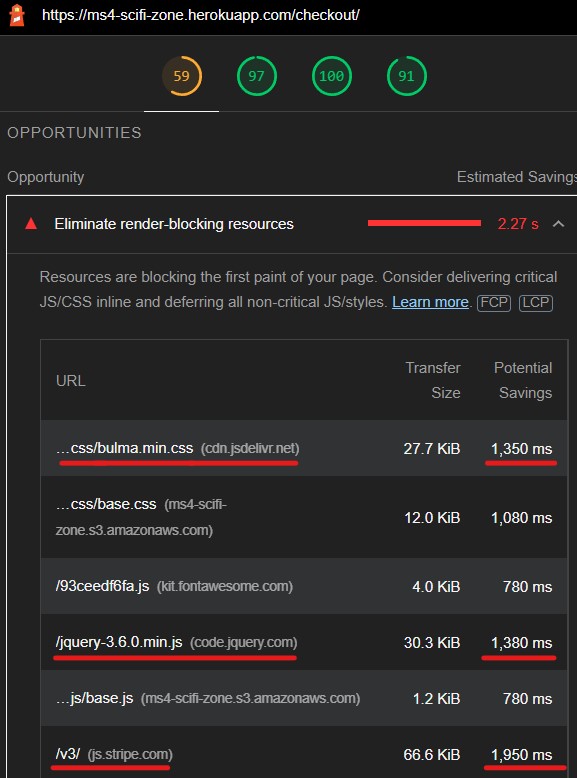 https://ms4-scifi-zone.herokuapp.com/checkout/
59 97 100 91
OPPORTUNITIES
Opportunity Estimated Savings
Eliminate render-blocking resources 2.27 s
Resources are blocking the first paint of your page. Consider delivering critical
JS/CSS inline and deferring all non-critical JS/styles. Learn more. FCP LCP
URL Transfer Size Potential Savings
…css/bulma.min.css (cdn.jsdelivr.net) 27.7 KiB 1,350 ms
…css/base.css (ms4-scifi-
zone.s3.amazonaws.com) 12.0 KiB 1,080 ms
/93ceedf6fa.js (kit.fontawesome.com) 4.0 KiB 780 ms
/jquery-3.6.0.min.js (code.jquery.com) 30.3 KiB 1,380 ms
…js/base.js (ms4-scifi-zone.s3.amazonaws.com) 1.2 KiB 780 ms
/v3/ (js.stripe.com) 66.6 KiB 1,950 ms